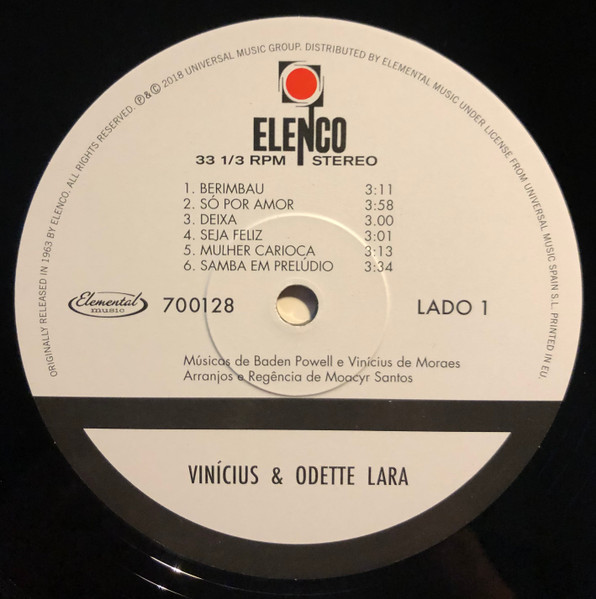 ORIGINALLY RELEASED IN 1963 BY ELENCO. ALL RIGHTS RESERVED. ℗&© 2018 UNIVERSAL MUSIC GROUP. DISTRIBUTED BY ELEMENTAL MUSIC UNDER LICENSE FROM UNIVERSAL MUSIC SPAIN S.L. PRINTED IN EU.
ELENCO
33 1/3 RPM STEREO
1. BERIMBAU 3:11
2. SÓ POR AMOR 3:58
3. DEIXA 3.00
4. SEJA FELIZ 3:01
5. MULHER CARIOCA 3:13
6. SAMBA EM PRELÚDIO 3:34
Elemental music 700128 LADO 1
Músicas de Baden Powell e Vinicius de Moraes
Arranjos e Regência de Moacyr Santos
VINÍCIUS & ODETTE LARA